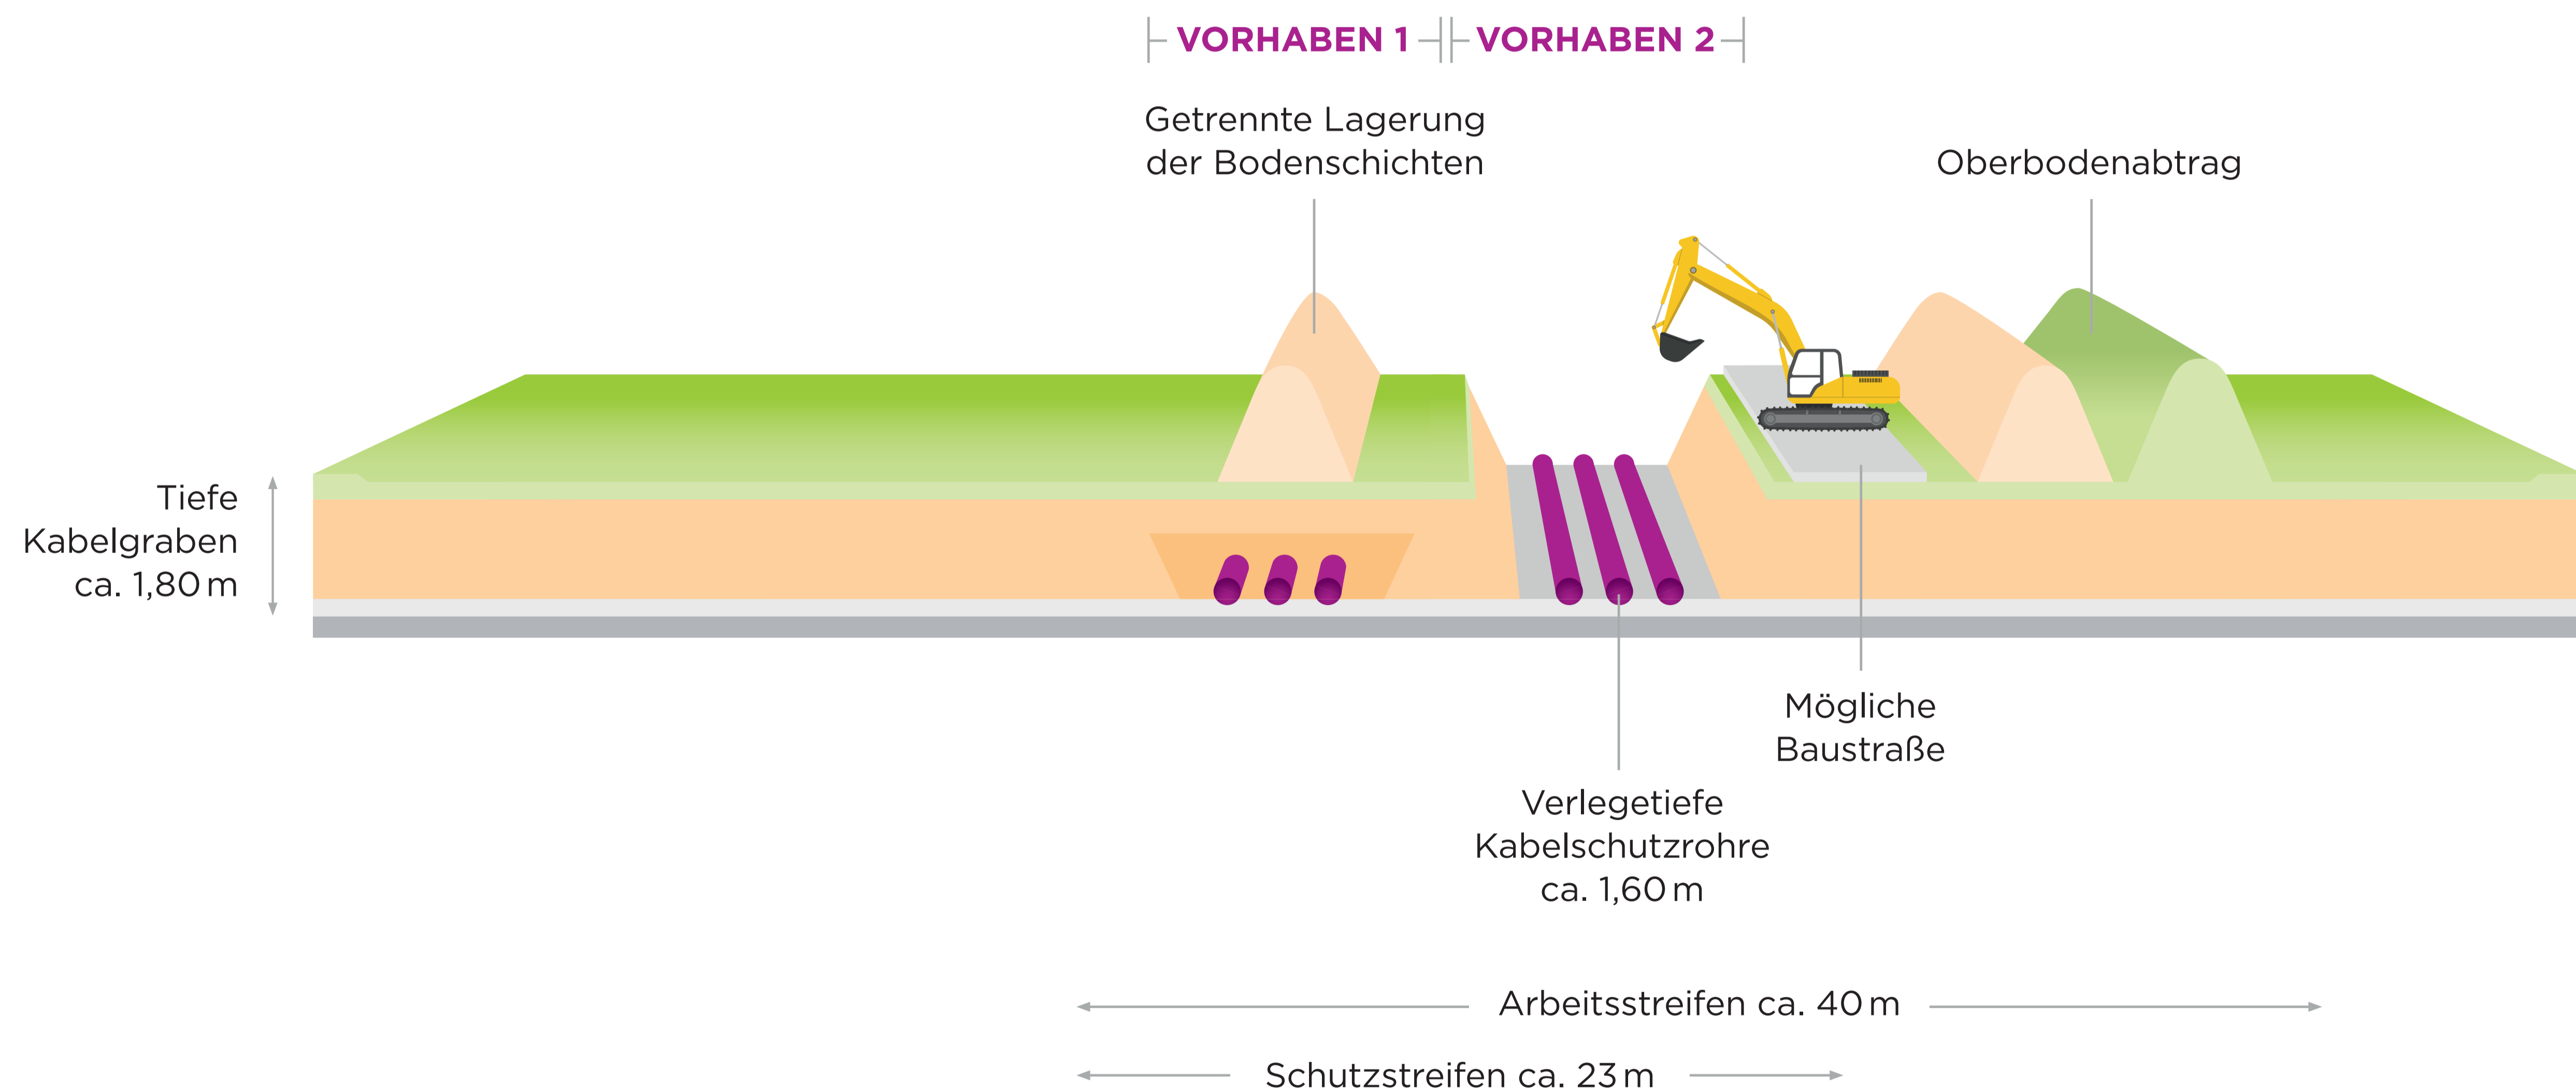 VORHABEN 1
VORHABEN 2
Getrennte Lagerung
der Bodenschichten
Oberbodenabtrag
Tiefe
Kabelgraben
ca. 1,80 m
Mögliche
Baustraße
Verlegetiefe
Kabelschutzrohre
ca. 1,60 m
Arbeitsstreifen ca. 40 m
Schutzstreifen ca. 23 m